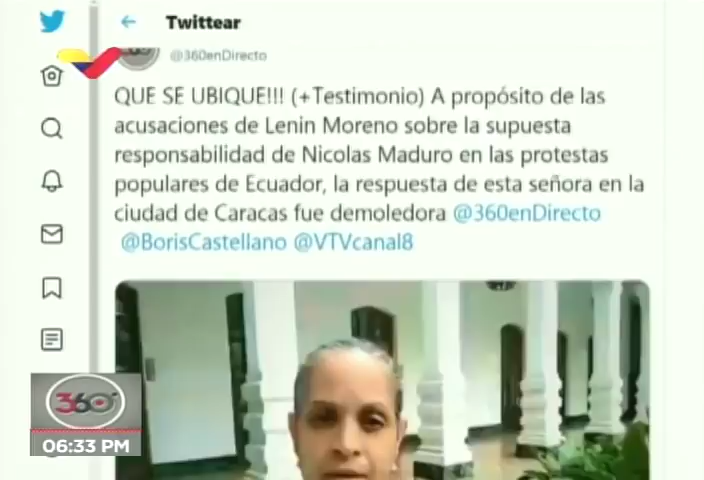 Twittear
@360enDirecto
QUE SE UBIQUE!!! (+Testimonio) A propósito de las
acusaciones de Lenin Moreno sobre la supuesta
responsabilidad de Nicolas Maduro en las protestas
populares de Ecuador, la respuesta de esta señora en la
ciudad de Caracas fue demoledora @360enDirecto
@BorisCastellano @VTVcanal8
360°
06:33 PM